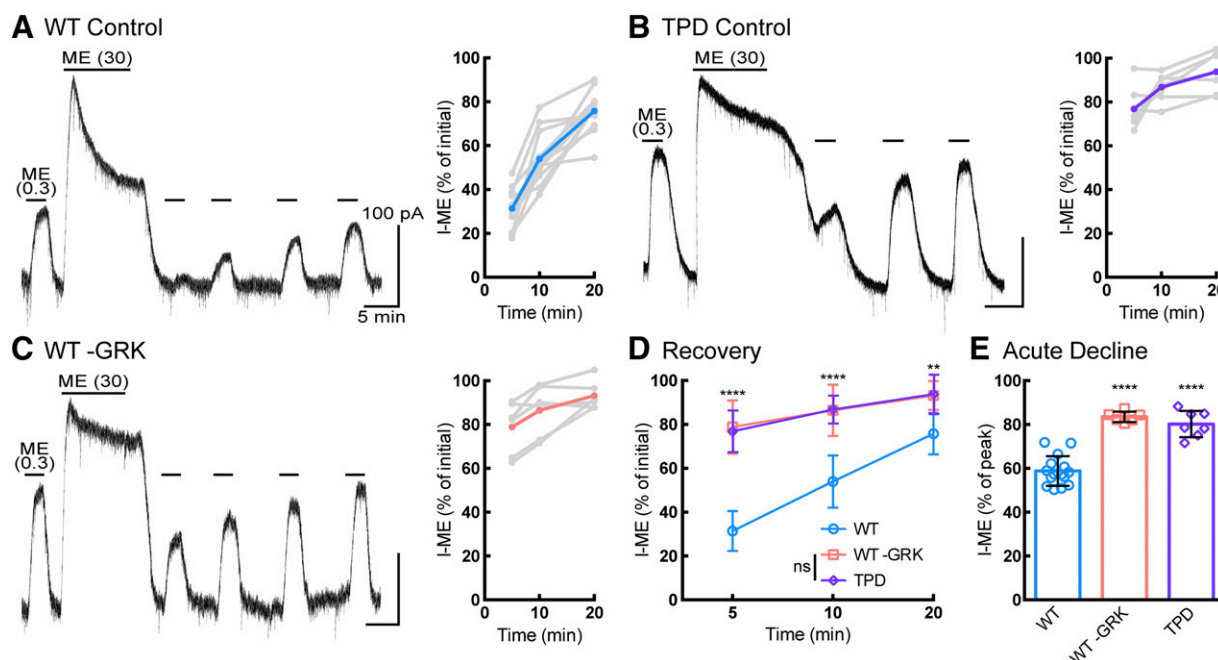 A WT Control
ME (30)
ME
(0.3)
100 pA
5 min
I-ME (% of initial)
100
80
60
40
20
0
0 10 20
Time (min)
B TPD Control
ME (30)
ME
(0.3)
I-ME (% of initial)
100
80
60
40
20
0
0 10 20
Time (min)
C WT -GRK
ME (30)
ME
(0.3)
I-ME (% of initial)
100
80
60
40
20
0
0 10 20
Time (min)
D Recovery
I-ME (% of initial)
100
80
60
40
20
0
**** **** **
WT
WT -GRK
TPD
ns
5 10 20
Time (min)
E Acute Decline
I-ME (% of peak)
100
80
60
40
20
0
**** ****
WT
WT -GRK
TPD